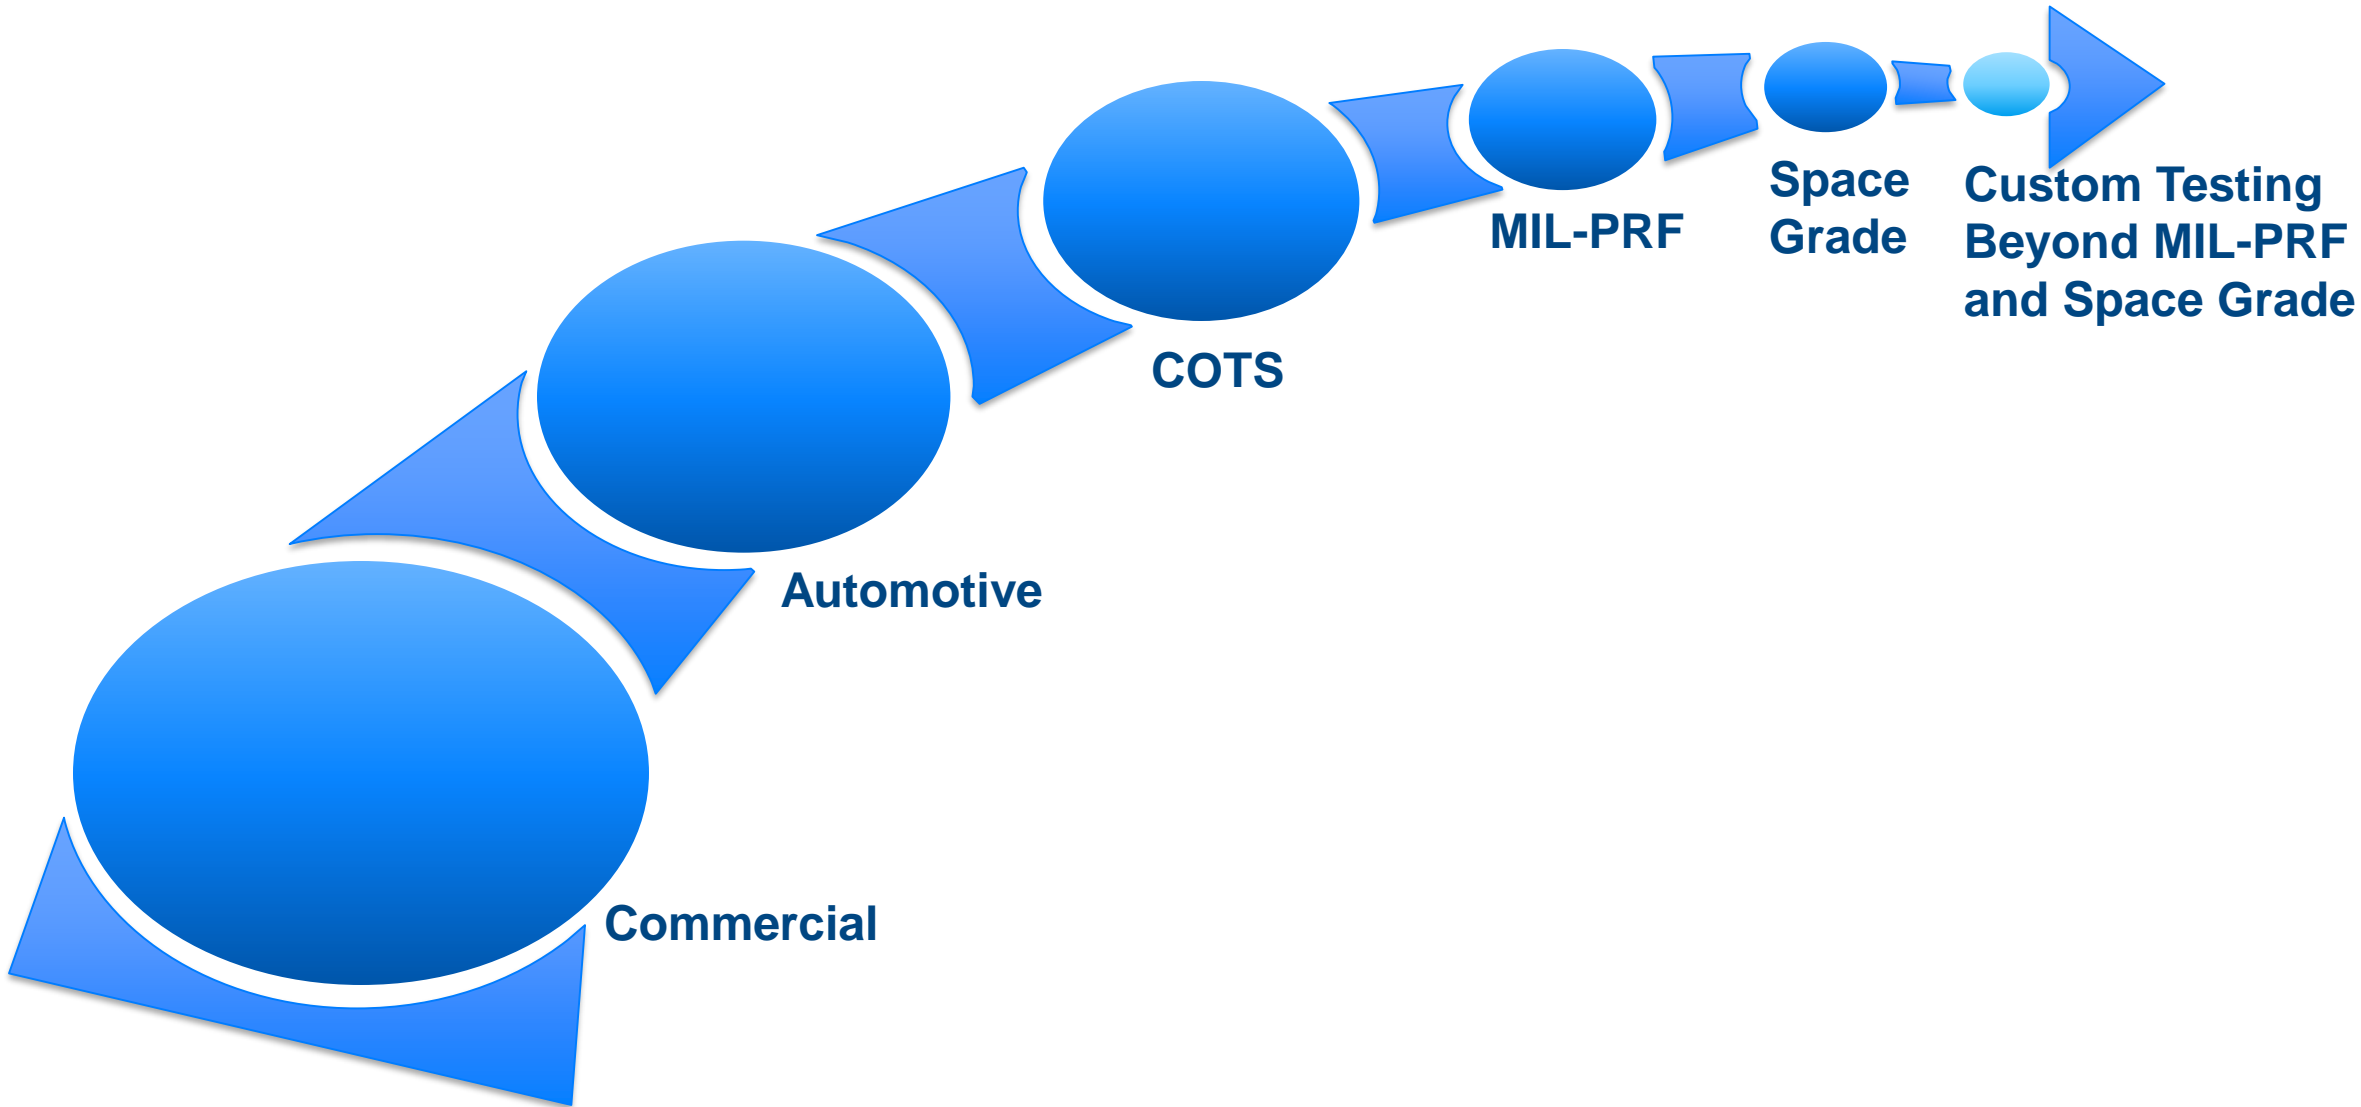 Commercial
Automotive
COTS
MIL-PRF
Space
Grade
Custom Testing
Beyond MIL-PRF
and Space Grade